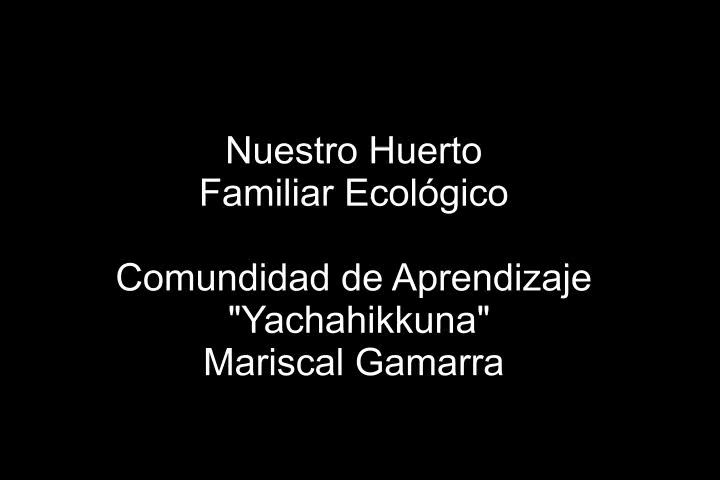 Nuestro Huerto
Familiar Ecológico
Comundidad de Aprendizaje
"Yachahikkuna"
Mariscal Gamarra